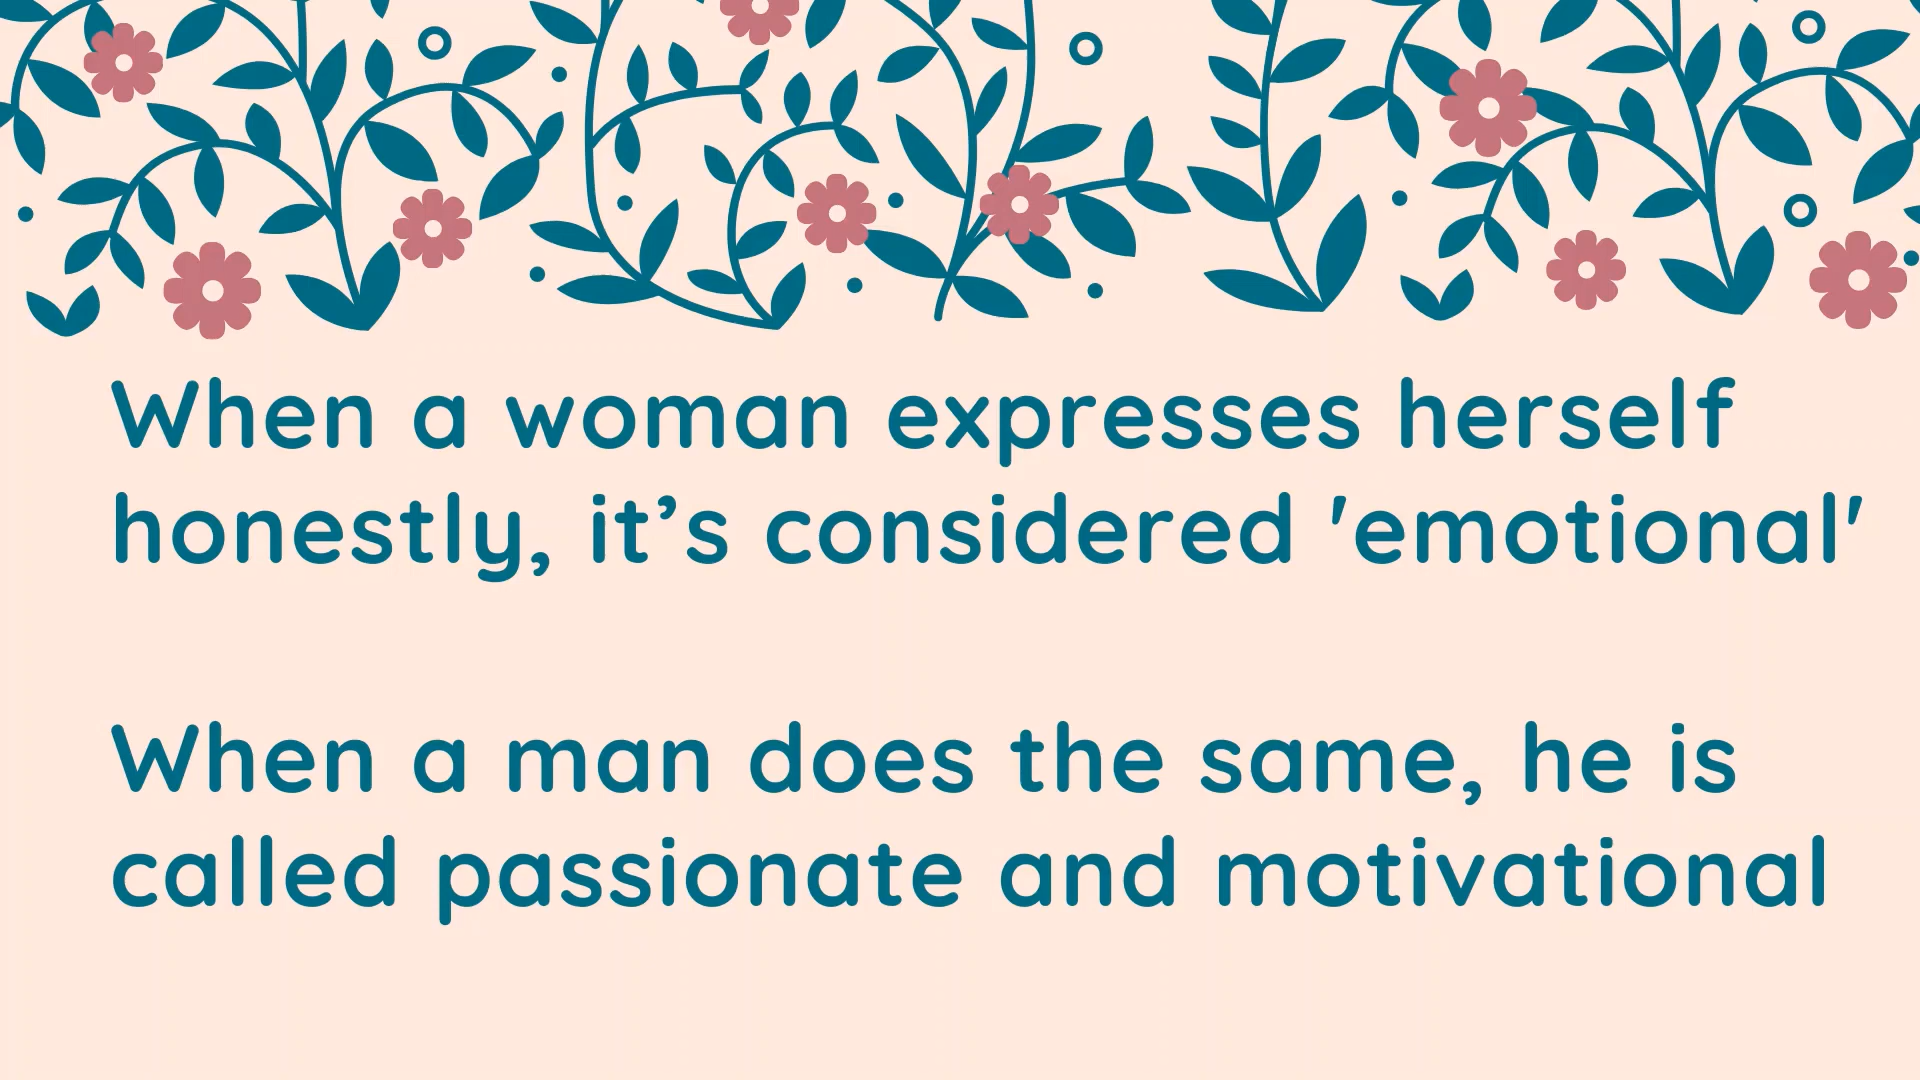 When a woman expresses herself
honestly, it’s considered 'emotional'
When a man does the same, he is
called passionate and motivational